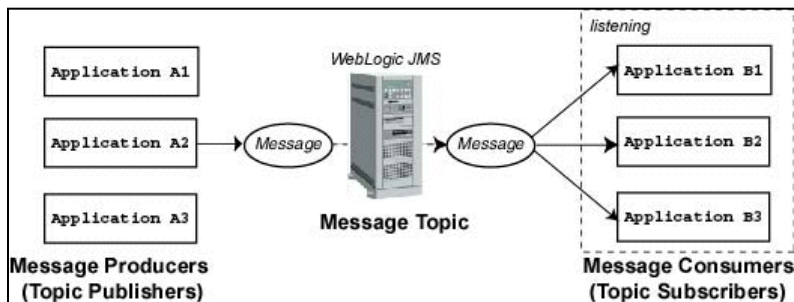 listening
WebLogic JMS
Application A1
Application B1
Application A2
Message
Message
Application B2
Application A3
Application B3
Message Topic
Message Producers
(Topic Publishers)
Message Consumers
(Topic Subscribers)